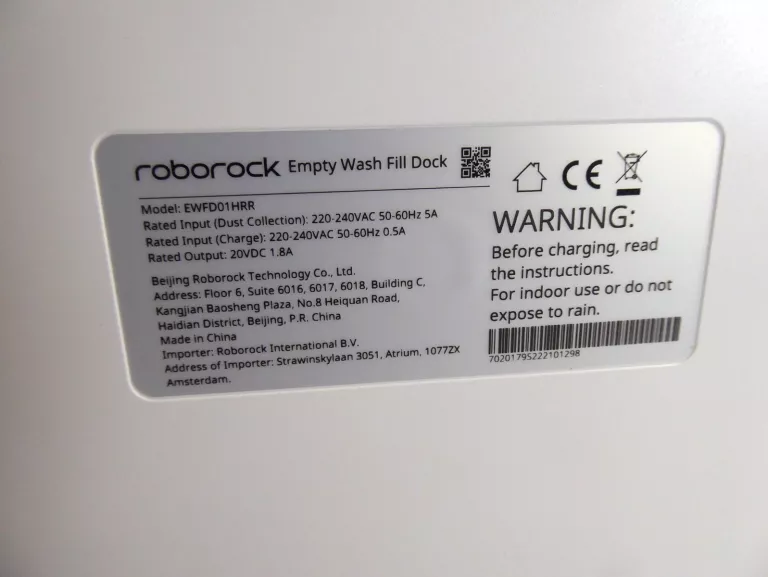 roborock Empty Wash Fill Dock
Model: EWFD01HRR
Rated Input (Dust Collection): 220-240VAC 50-60Hz 5A
Rated Input (Charge): 220-240VAC 50-60Hz 0.5A
Rated Output: 20VDC 1.8A
Beijing Roborock Technology Co., Ltd.
Address: Floor 6, Suite 6016, 6017, 6018, Building C,
Kangjian Baosheng Plaza, No.8 Heiquan Road,
Haidian District, Beijing, P.R. China
Made in China
Importer: Roborock International B.V.
Address of Importer: Strawinskylaan 3051, Atrium, 1077ZX
Amsterdam.
CE
WARNING:
Before charging, read
the instructions.
For indoor use or do not
expose to rain.
70201795222101298